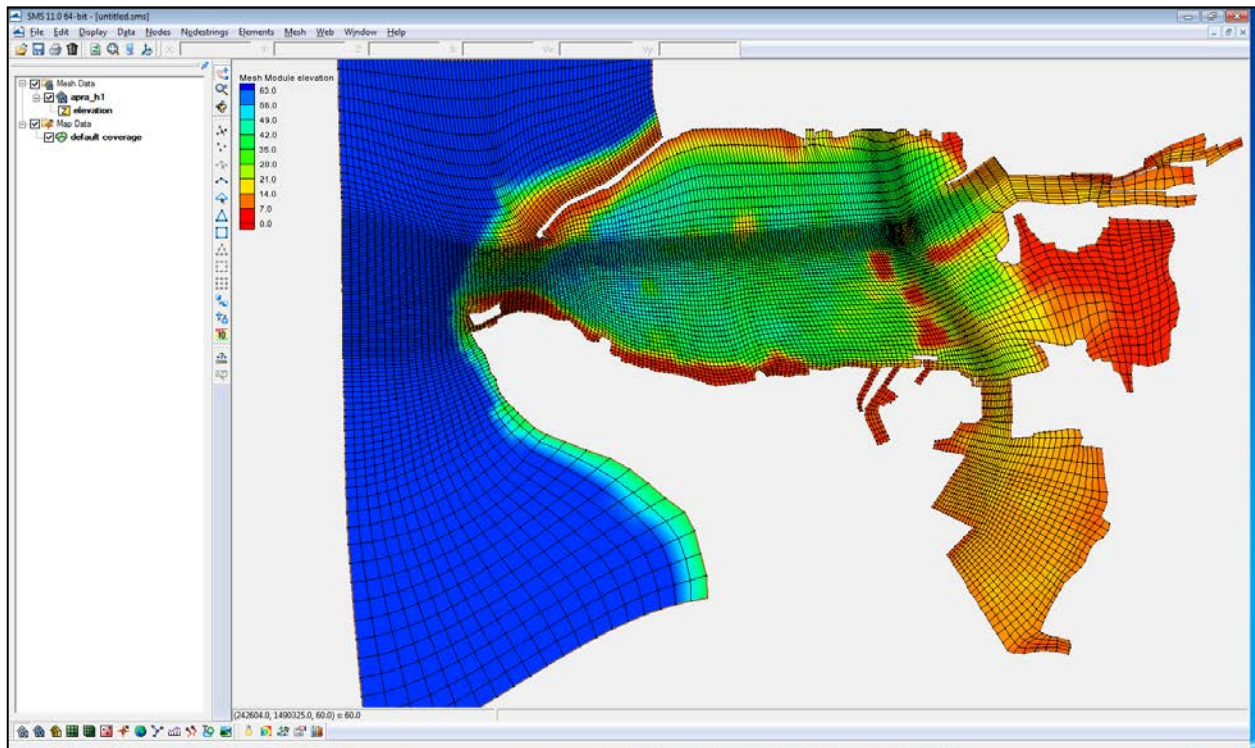 SMS 11.0 64-bit - [untitled.sms]
File Edit Display Data Nodes Nodestrings Elements Mesh Web Window Help
X: Y: Z: S: Vx: Vy:
Mesh Data
apra_h1
Z elevation
Map Data
default coverage
Mesh Module elevation
63.0
56.0
49.0
42.0
35.0
28.0
21.0
14.0
7.0
0.0
(242604.0, 1490325.0, 60.0) s: 60.0